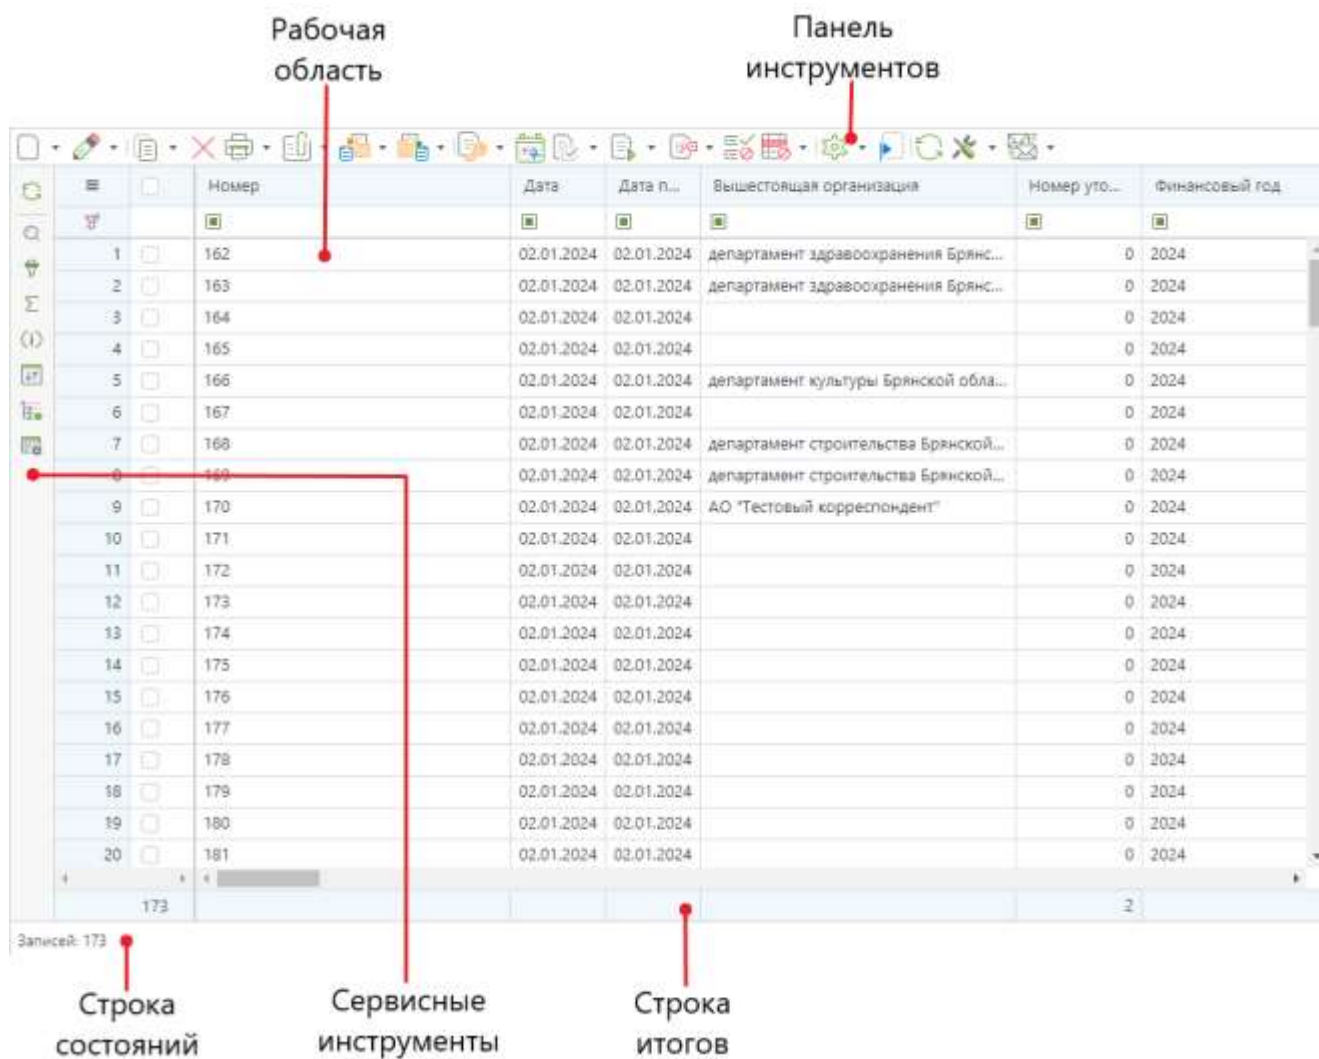 Рабочая
область
Панель
инструментов
Номер Дата Дата п... Вышестоящая организация Номер уто... Финансовый год
1 162 02.01.2024 02.01.2024 департамент здравоохранения Брянс... 0 2024
2 163 02.01.2024 02.01.2024 департамент здравоохранения Брянс... 0 2024
3 164 02.01.2024 02.01.2024 0 2024
4 165 02.01.2024 02.01.2024 0 2024
5 166 02.01.2024 02.01.2024 департамент культуры Брянской обла... 0 2024
6 167 02.01.2024 02.01.2024 0 2024
7 168 02.01.2024 02.01.2024 департамент строительства Брянской... 0 2024
8 169 02.01.2024 02.01.2024 департамент строительства Брянской... 0 2024
9 170 02.01.2024 02.01.2024 АО "Тестовый корреспондент" 0 2024
10 171 02.01.2024 02.01.2024 0 2024
11 172 02.01.2024 02.01.2024 0 2024
12 173 02.01.2024 02.01.2024 0 2024
13 174 02.01.2024 02.01.2024 0 2024
14 175 02.01.2024 02.01.2024 0 2024
15 176 02.01.2024 02.01.2024 0 2024
16 177 02.01.2024 02.01.2024 0 2024
17 178 02.01.2024 02.01.2024 0 2024
18 179 02.01.2024 02.01.2024 0 2024
19 180 02.01.2024 02.01.2024 0 2024
20 181 02.01.2024 02.01.2024 0 2024
173 2
Записей: 173
Строка
состояний
Сервисные
инструменты
Строка
итогов